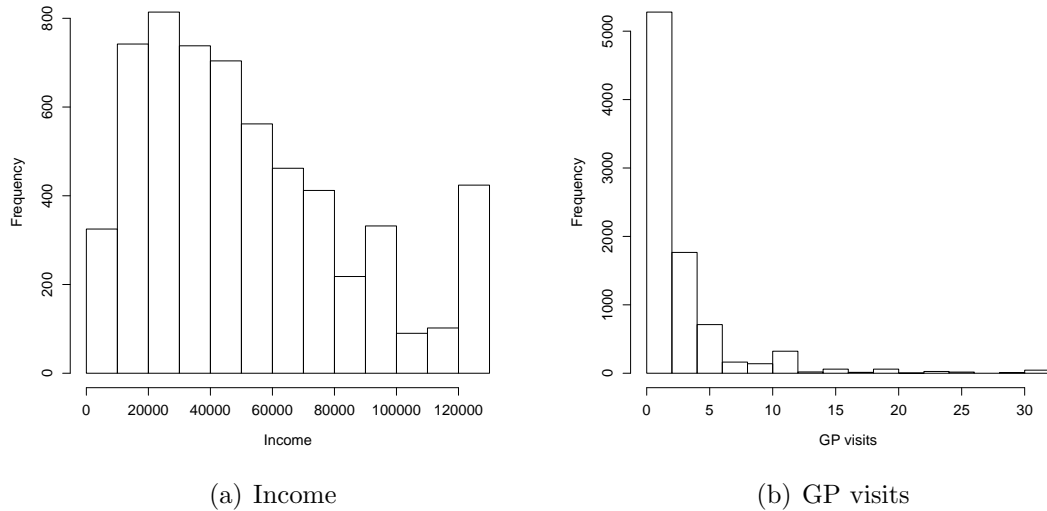 Frequency
0 200 400 600 800
0 20000 40000 60000 80000 100000 120000
Income
(a) Income
Frequency
0 1000 2000 3000 4000 5000
0 5 10 15 20 25 30
GP visits
(b) GP visits